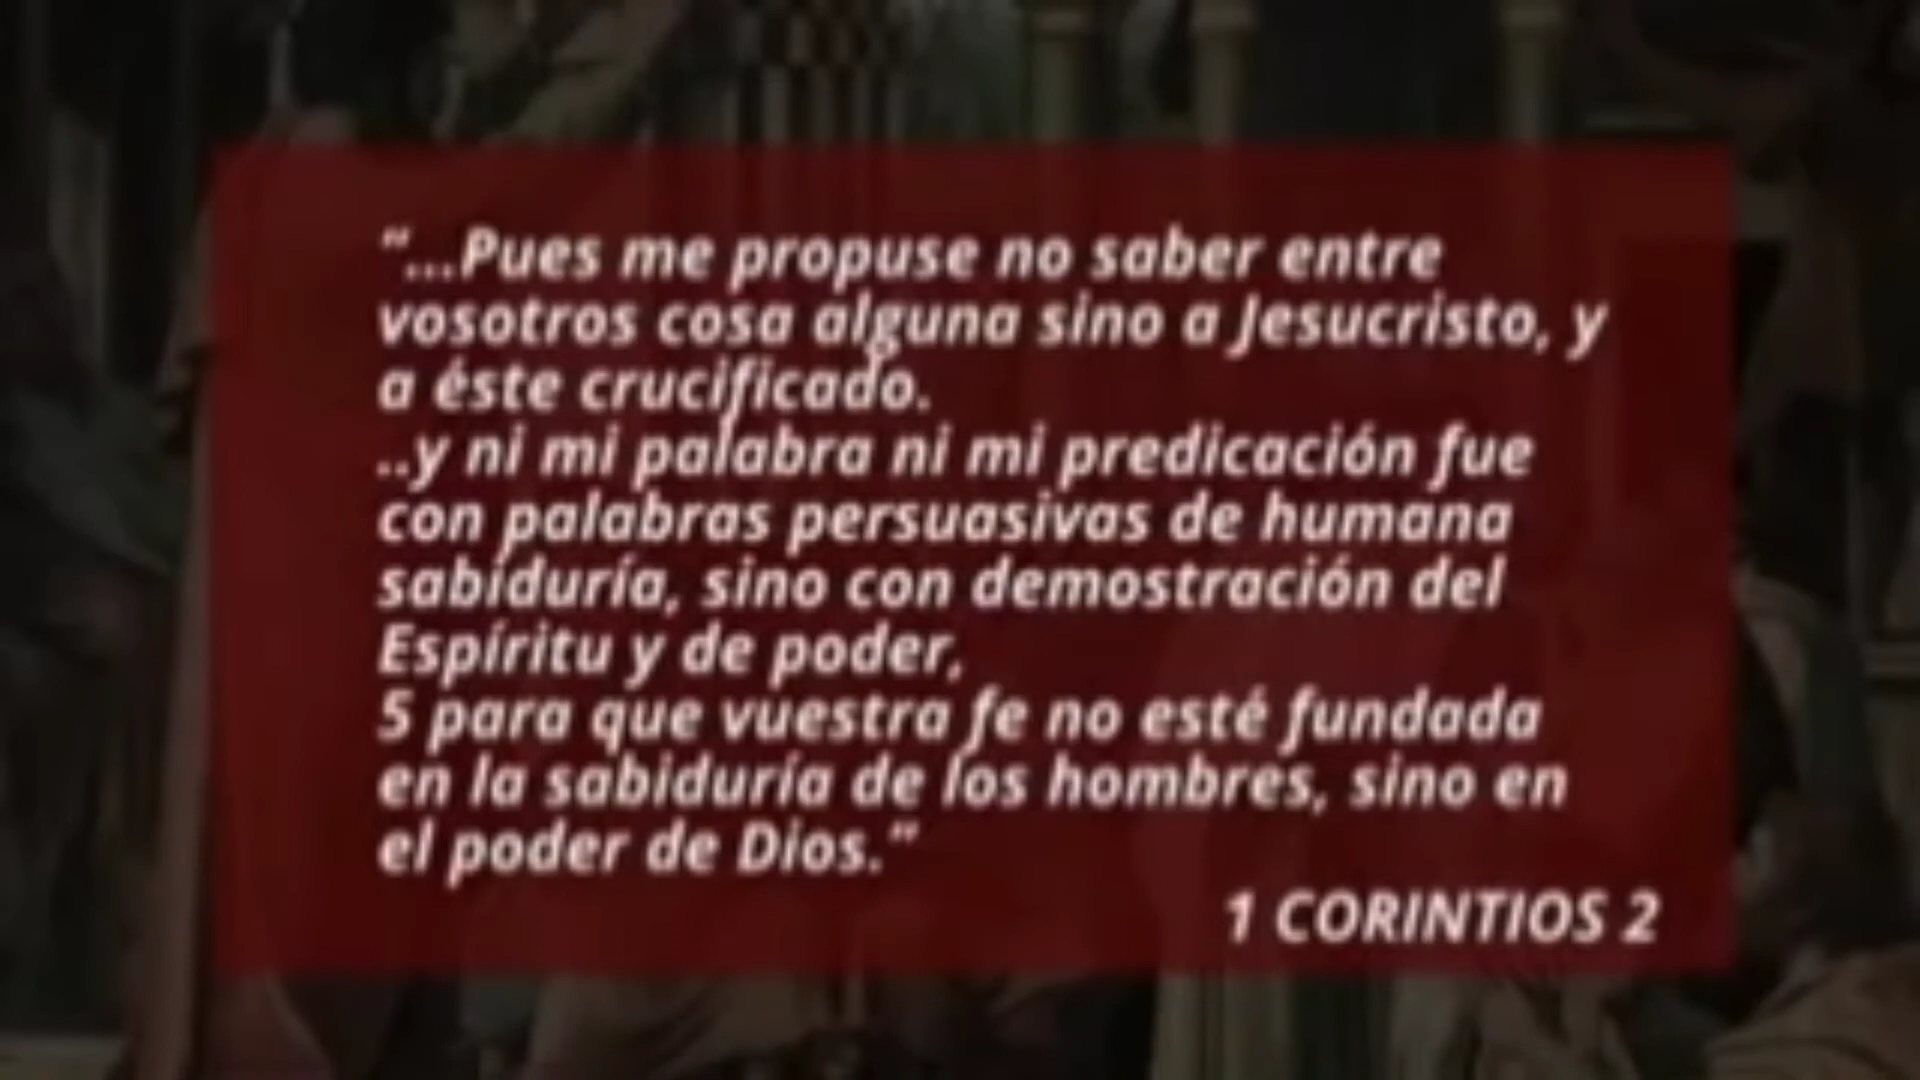 “...Pues me propuse no saber entre
vosotros cosa alguna sino a Jesucristo, y
a éste crucificado.
..y ni mi palabra ni mi predicación fue
con palabras persuasivas de humana
sabiduría, sino con demostración del
Espíritu y de poder,
5 para que vuestra fe no esté fundada
en la sabiduría de los hombres, sino en
el poder de Dios.”
1 CORINTIOS 2